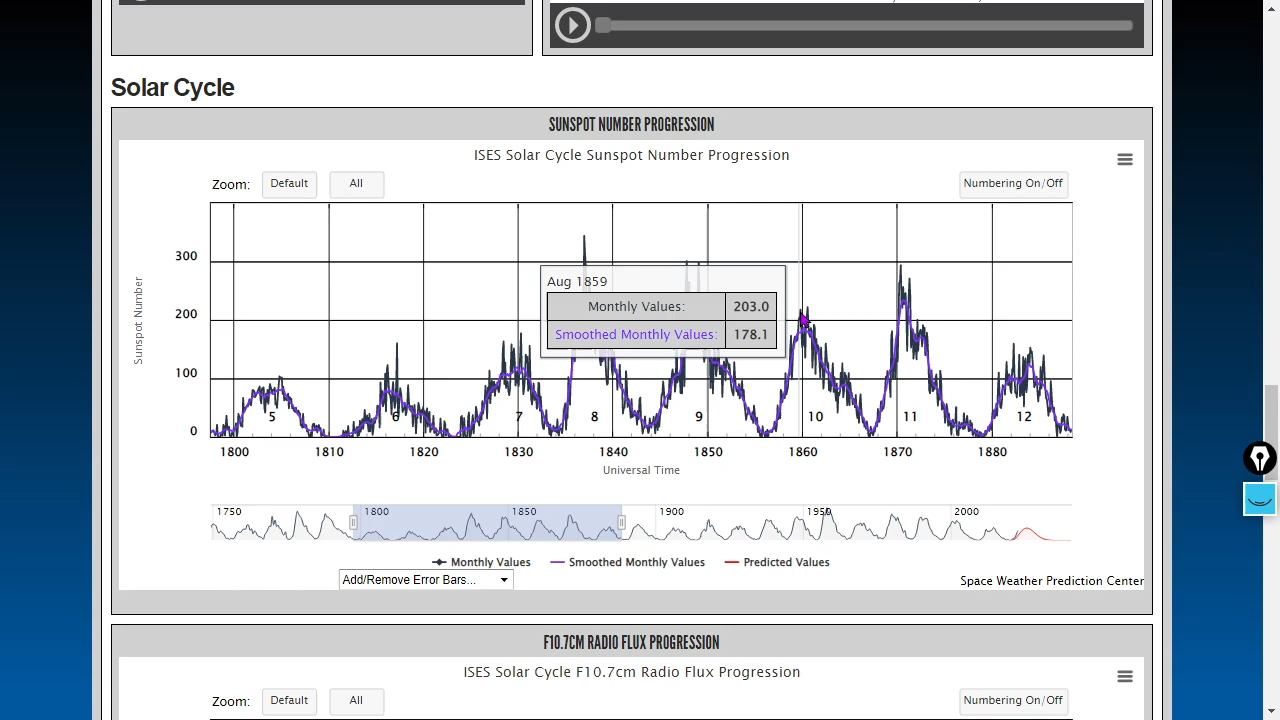 Solar Cycle
SUNSPOT NUMBER PROGRESSION
ISES Solar Cycle Sunspot Number Progression
Zoom: Default All Numbering On/Off
Sunspot Number
300
200
100
0
Aug 1859
Monthly Values: 203.0
Smoothed Monthly Values: 178.1
5 6 7 8 9 10 11 12
1800 1810 1820 1830 1840 1850 1860 1870 1880
Universal Time
1750 1800 1850 1900 1950 2000
Monthly Values Smoothed Monthly Values Predicted Values
Add/Remove Error Bars...
Space Weather Prediction Center
F10.7CM RADIO FLUX PROGRESSION
ISES Solar Cycle F10.7cm Radio Flux Progression
Zoom: Default All Numbering On/Off